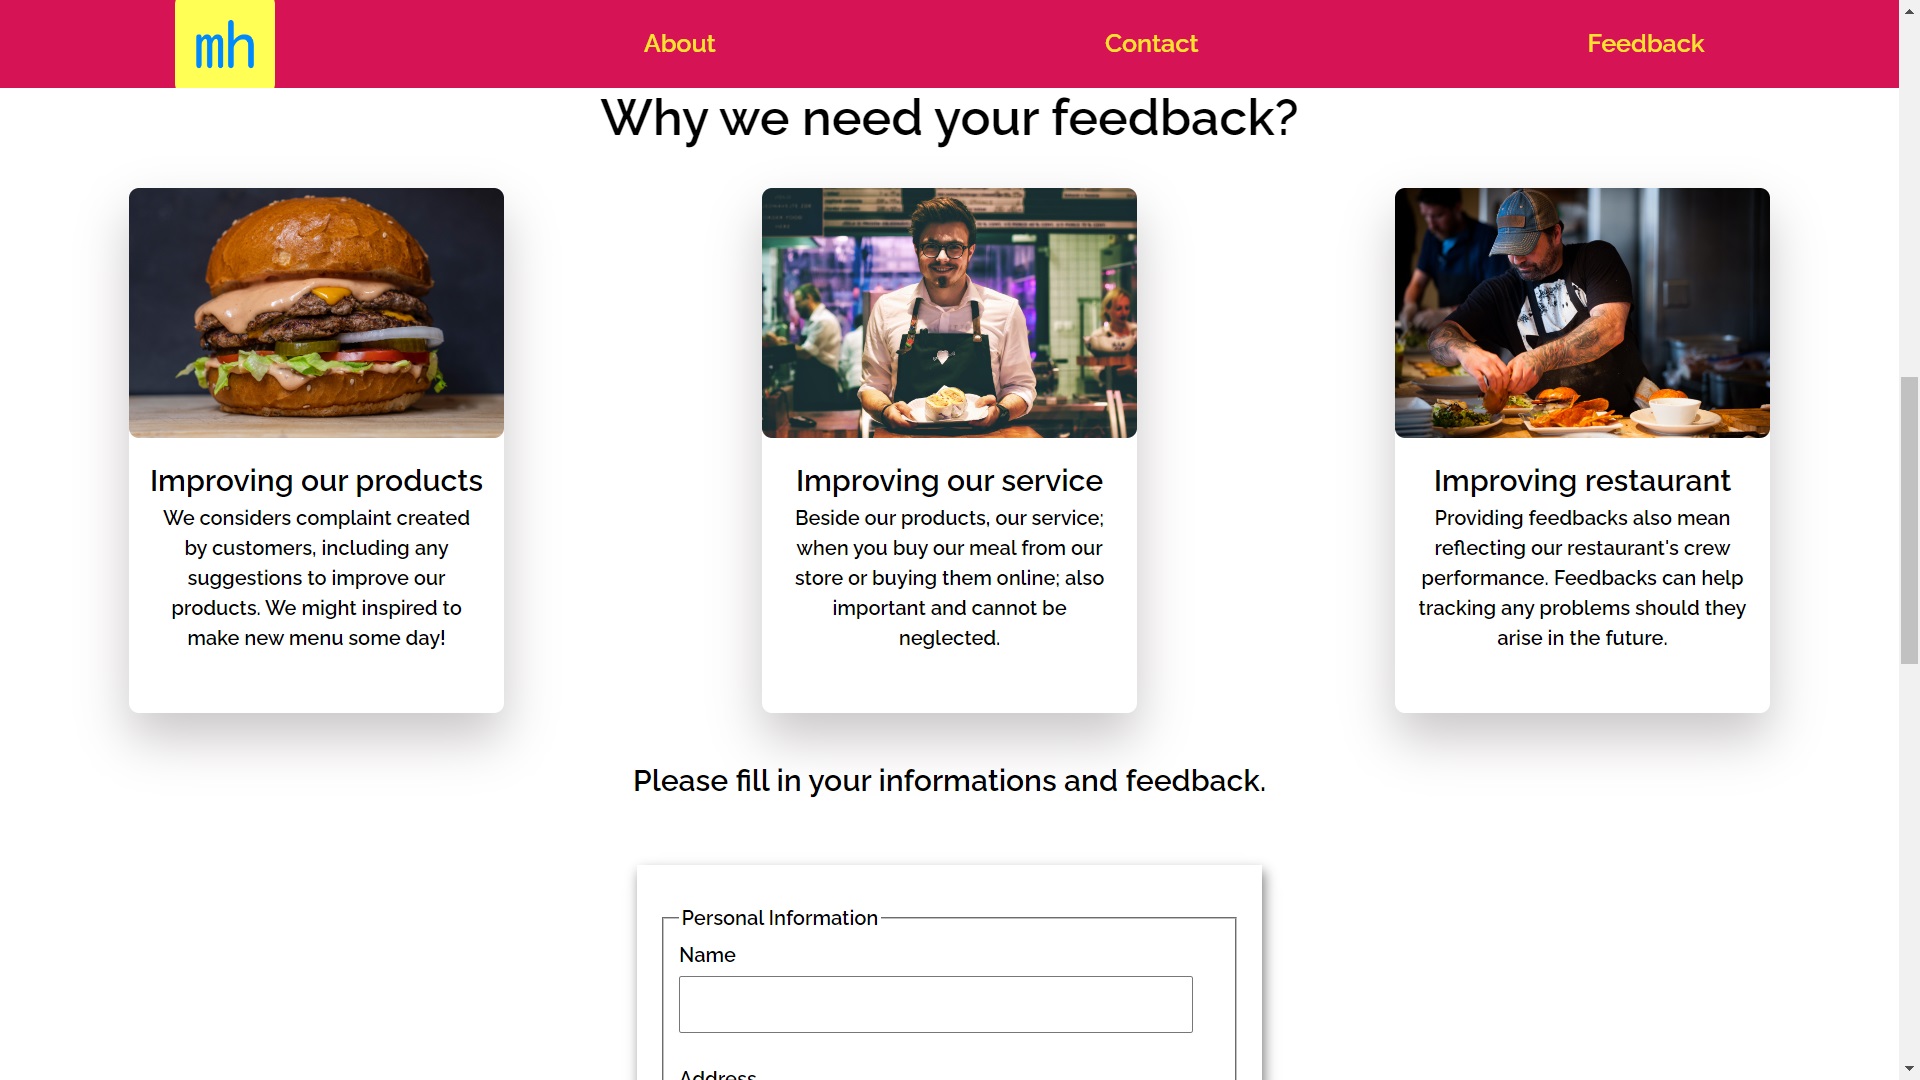 mh
About
Contact
Feedback
Why we need your feedback?
Improving our products
We considers complaint created
by customers, including any
suggestions to improve our
products. We might inspired to
make new menu some day!
Improving our service
Beside our products, our service;
when you buy our meal from our
store or buying them online; also
important and cannot be
neglected.
Improving restaurant
Providing feedbacks also mean
reflecting our restaurant's crew
performance. Feedbacks can help
tracking any problems should they
arise in the future.
Please fill in your informations and feedback.
Personal Information
Name
Address